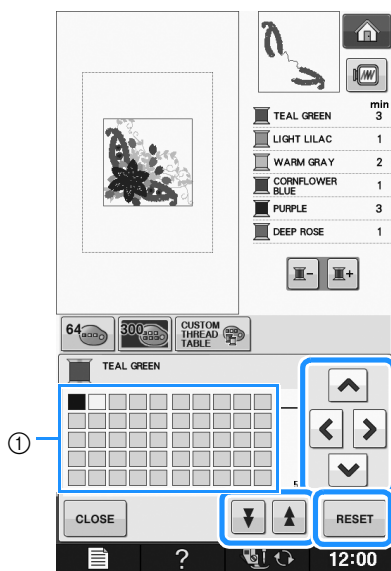 min
TEAL GREEN 3
LIGHT LILAC 1
WARM GRAY 2
CORNFLOWER
BLUE 1
PURPLE 3
DEEP ROSE 1
- +
64 300 CUSTOM
THREAD
TABLE
TEAL GREEN
①
5
CLOSE RESET
? 12:00